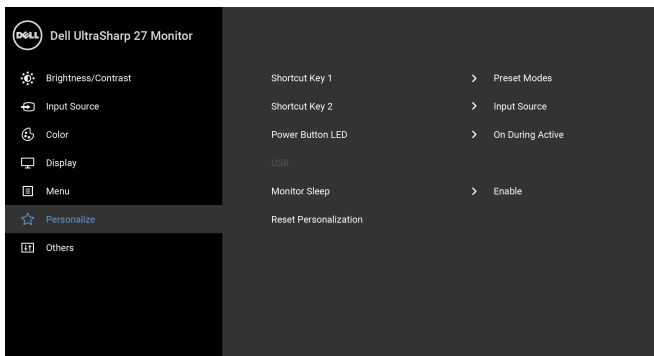 DELL Dell UltraSharp 27 Monitor
Brightness/Contrast
Input Source
Color
Display
Menu
Personalize
Others
Shortcut Key 1 > Preset Modes
Shortcut Key 2 > Input Source
Power Button LED > On During Active
USB
Monitor Sleep > Enable
Reset Personalization